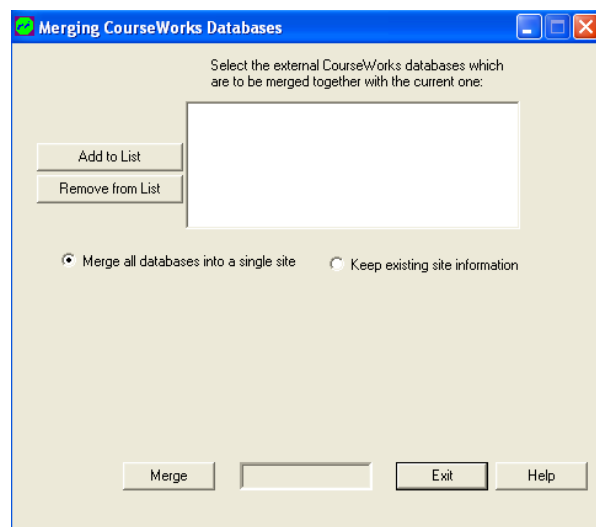 Merging CourseWorks Databases
Select the external CourseWorks databases which
are to be merged together with the current one:
Add to List
Remove from List
Merge all databases into a single site
Keep existing site information
Merge
Exit
Help